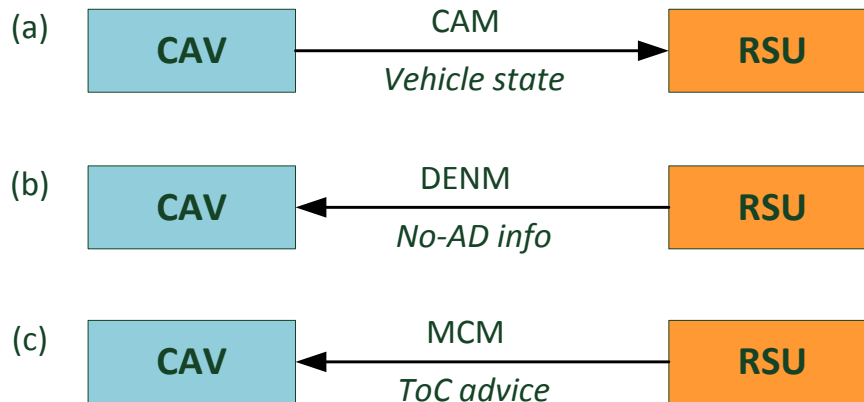 (a) CAV CAM RSU
Vehicle state
(b) CAV DENM RSU
No-AD info
(c) CAV MCM RSU
ToC advice